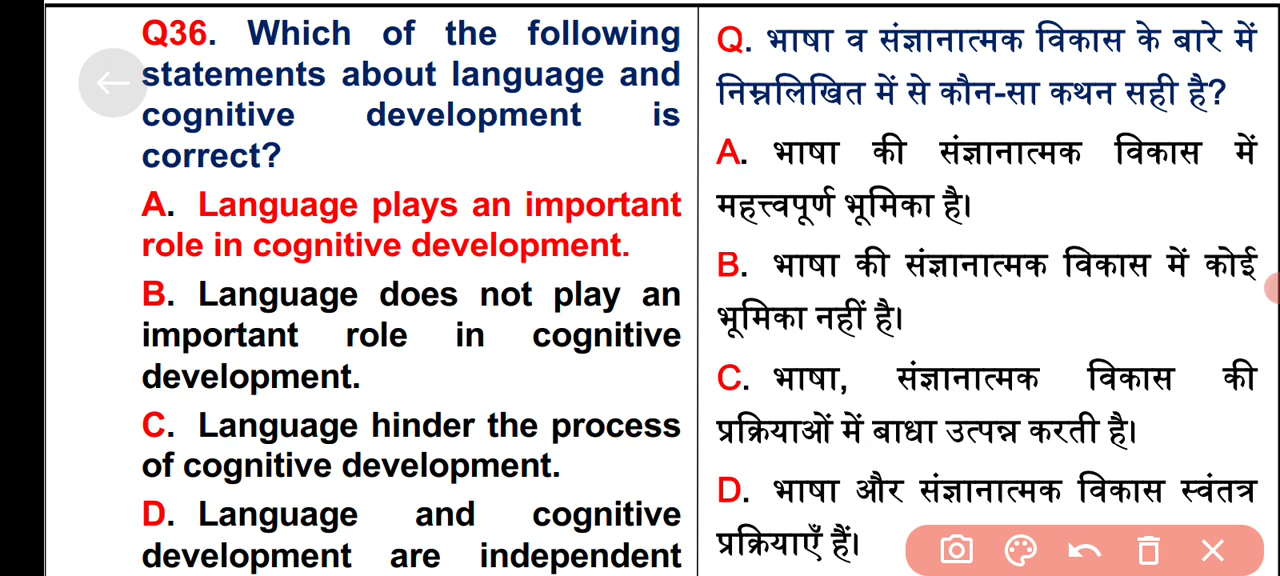 Q36. Which of the following
statements about language and
cognitive development is
correct?
A. Language plays an important
role in cognitive development.
B. Language does not play an
important role in cognitive
development.
C. Language hinder the process
of cognitive development.
D. Language and cognitive
development are independent
Q. भाषा व संज्ञानात्मक विकास के बारे में
निम्नलिखित में से कौन-सा कथन सही है?
A. भाषा की संज्ञानात्मक विकास में
महत्त्वपूर्ण भूमिका है।
B. भाषा की संज्ञानात्मक विकास में कोई
भूमिका नहीं है।
C. भाषा, संज्ञानात्मक विकास की
प्रक्रियाओं में बाधा उत्पन्न करती है।
D. भाषा और संज्ञानात्मक विकास स्वंतत्र
प्रक्रियाएँ हैं।